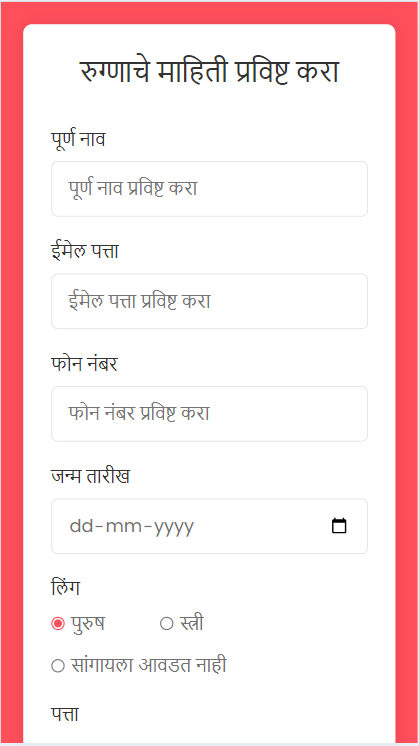 रुग्णाचे माहिती प्रविष्ट करा
पूर्ण नाव
पूर्ण नाव प्रविष्ट करा
ईमेल पत्ता
ईमेल पत्ता प्रविष्ट करा
फोन नंबर
फोन नंबर प्रविष्ट करा
जन्म तारीख
dd-mm-yyyy
लिंग
पुरुष स्त्री
सांगायला आवडत नाही
पत्ता